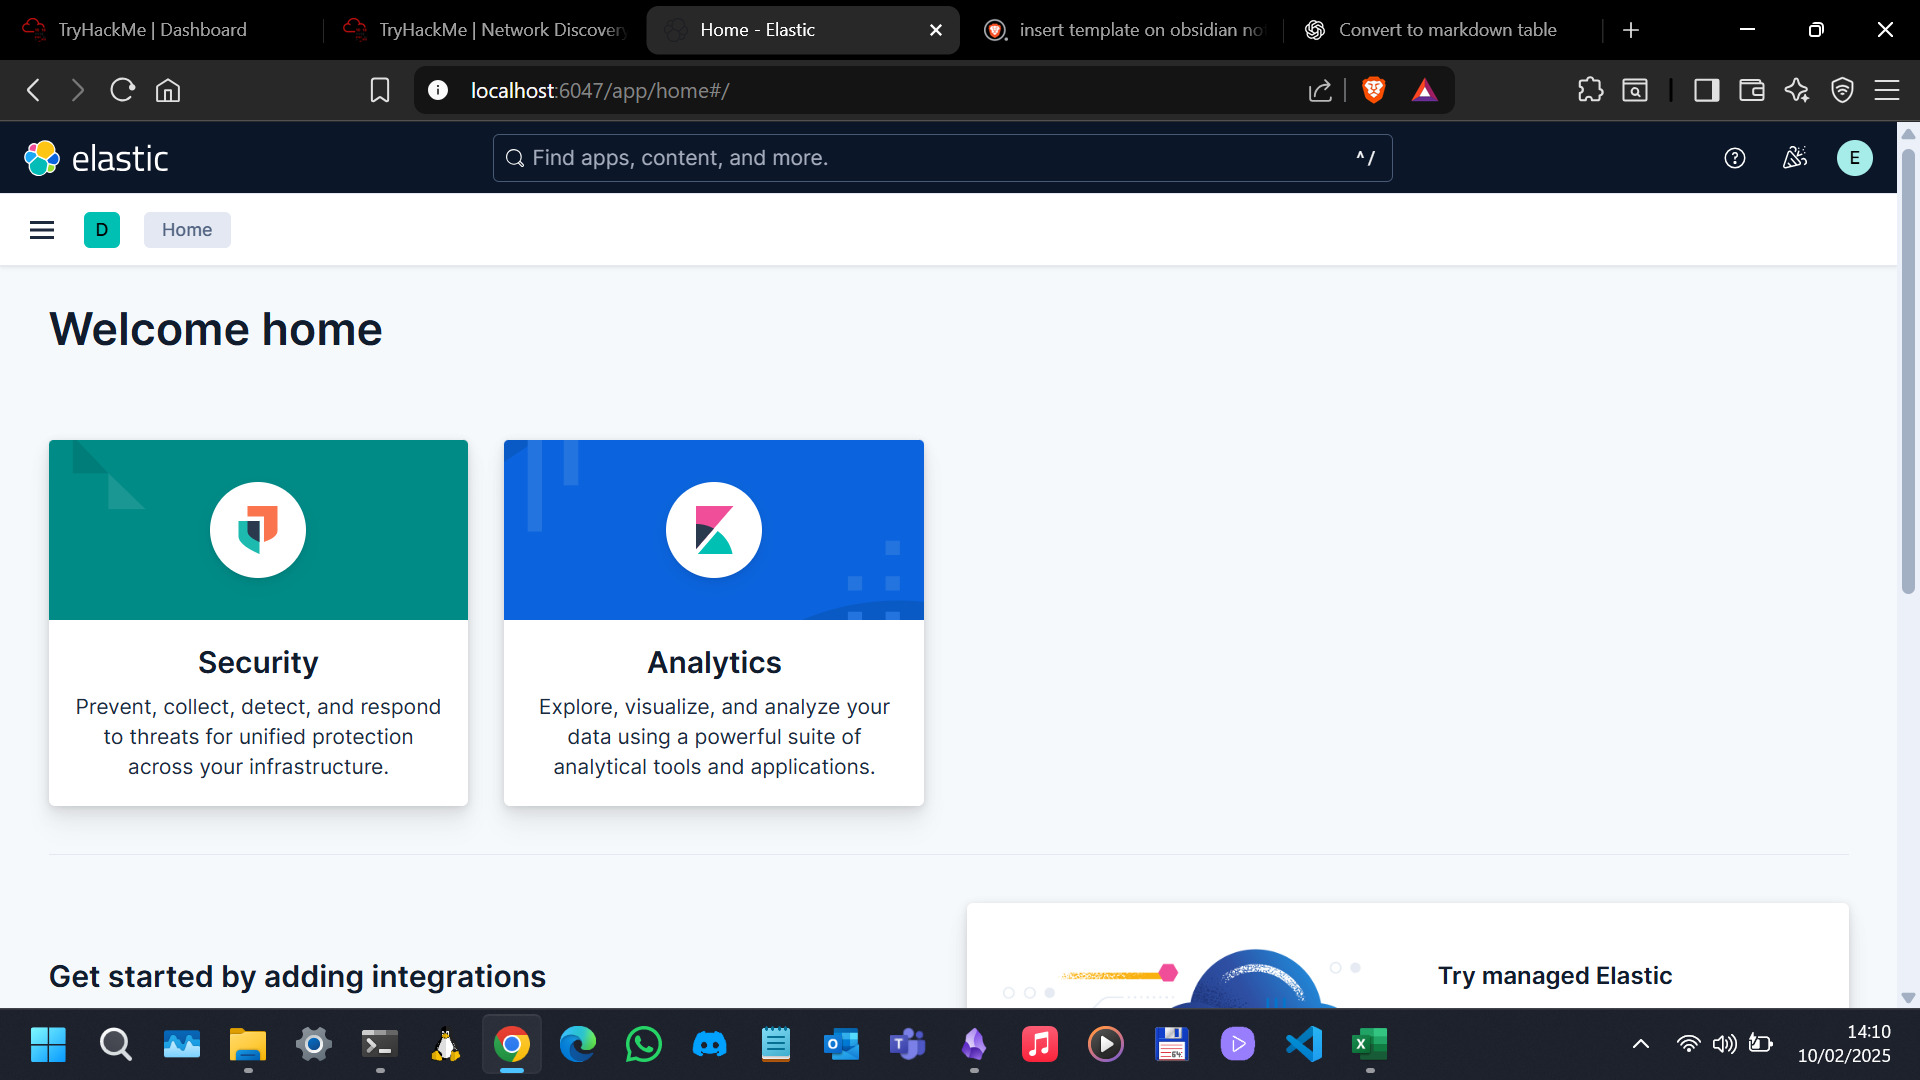 TryHackMe | Dashboard
TryHackMe | Network Discovery
Home - Elastic
insert template on obsidian no
Convert to markdown table
localhost:6047/app/home#/
elastic
Find apps, content, and more.
^ /
E
D
Home
Welcome home
Security
Prevent, collect, detect, and respond
to threats for unified protection
across your infrastructure.
Analytics
Explore, visualize, and analyze your
data using a powerful suite of
analytical tools and applications.
Get started by adding integrations
Try managed Elastic
14:10
10/02/2025